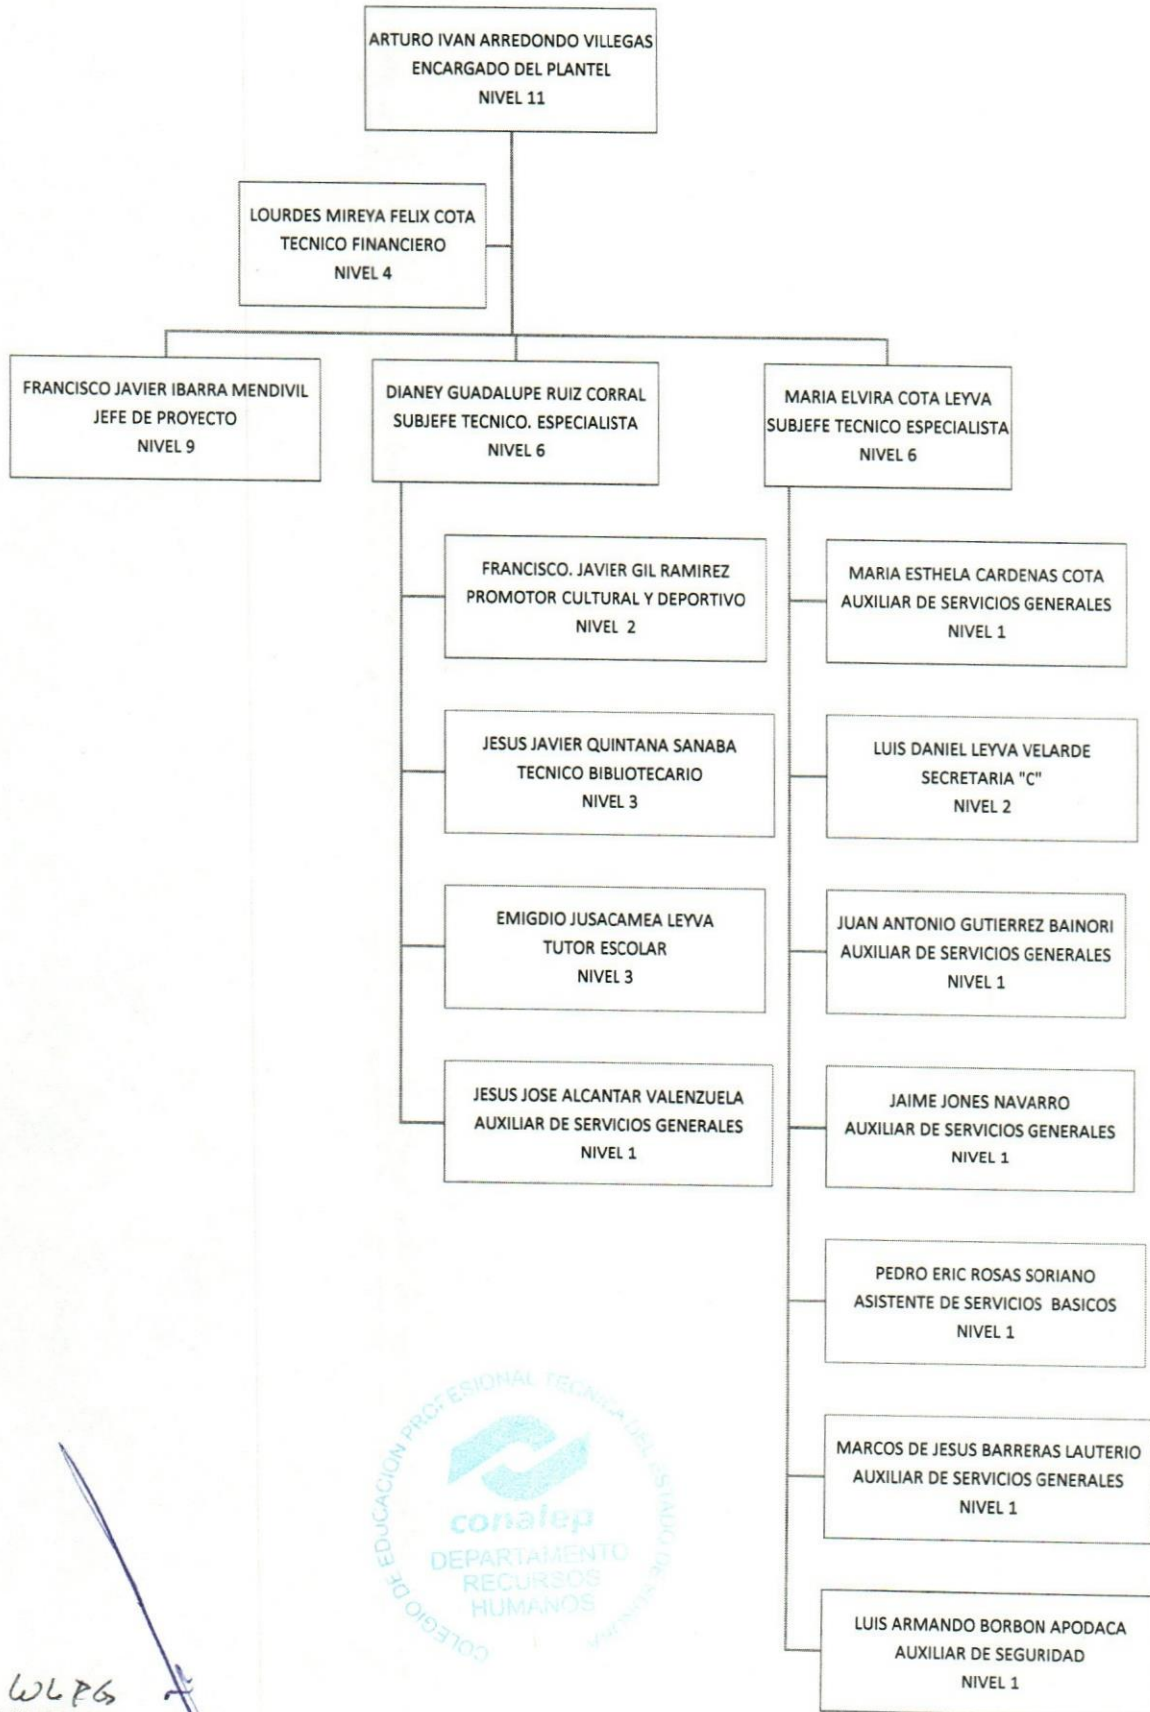 ARTURO IVAN ARREDONDO VILLEGAS
ENCARGADO DEL PLANTEL
NIVEL 11
LOURDES MIREYA FELIX COTA
TECNICO FINANCIERO
NIVEL 4
FRANCISCO JAVIER IBARRA MENDIVIL
JEFE DE PROYECTO
NIVEL 9
DIANEY GUADALUPE RUIZ CORRAL
SUBJEFE TECNICO. ESPECIALISTA
NIVEL 6
MARIA ELVIRA COTA LEYVA
SUBJEFE TECNICO ESPECIALISTA
NIVEL 6
FRANCISCO. JAVIER GIL RAMIREZ
PROMOTOR CULTURAL Y DEPORTIVO
NIVEL 2
JESUS JAVIER QUINTANA SANABA
TECNICO BIBLIOTECARIO
NIVEL 3
EMIGDIO JUSACAMEA LEYVA
TUTOR ESCOLAR
NIVEL 3
JESUS JOSE ALCANTAR VALENZUELA
AUXILIAR DE SERVICIOS GENERALES
NIVEL 1
MARIA ESTHELA CARDENAS COTA
AUXILIAR DE SERVICIOS GENERALES
NIVEL 1
LUIS DANIEL LEYVA VELARDE
SECRETARIA "C"
NIVEL 2
JUAN ANTONIO GUTIERREZ BAINORI
AUXILIAR DE SERVICIOS GENERALES
NIVEL 1
JAIME JONES NAVARRO
AUXILIAR DE SERVICIOS GENERALES
NIVEL 1
PEDRO ERIC ROSAS SORIANO
ASISTENTE DE SERVICIOS BASICOS
NIVEL 1
MARCOS DE JESUS BARRERAS LAUTERIO
AUXILIAR DE SERVICIOS GENERALES
NIVEL 1
LUIS ARMANDO BORBON APODACA
AUXILIAR DE SEGURIDAD
NIVEL 1
COLEGIO DE EDUCACION PROFESIONAL TECNICA DEL ESTADO DE
conalep
DEPARTAMENTO
RECURSOS
HUMANOS